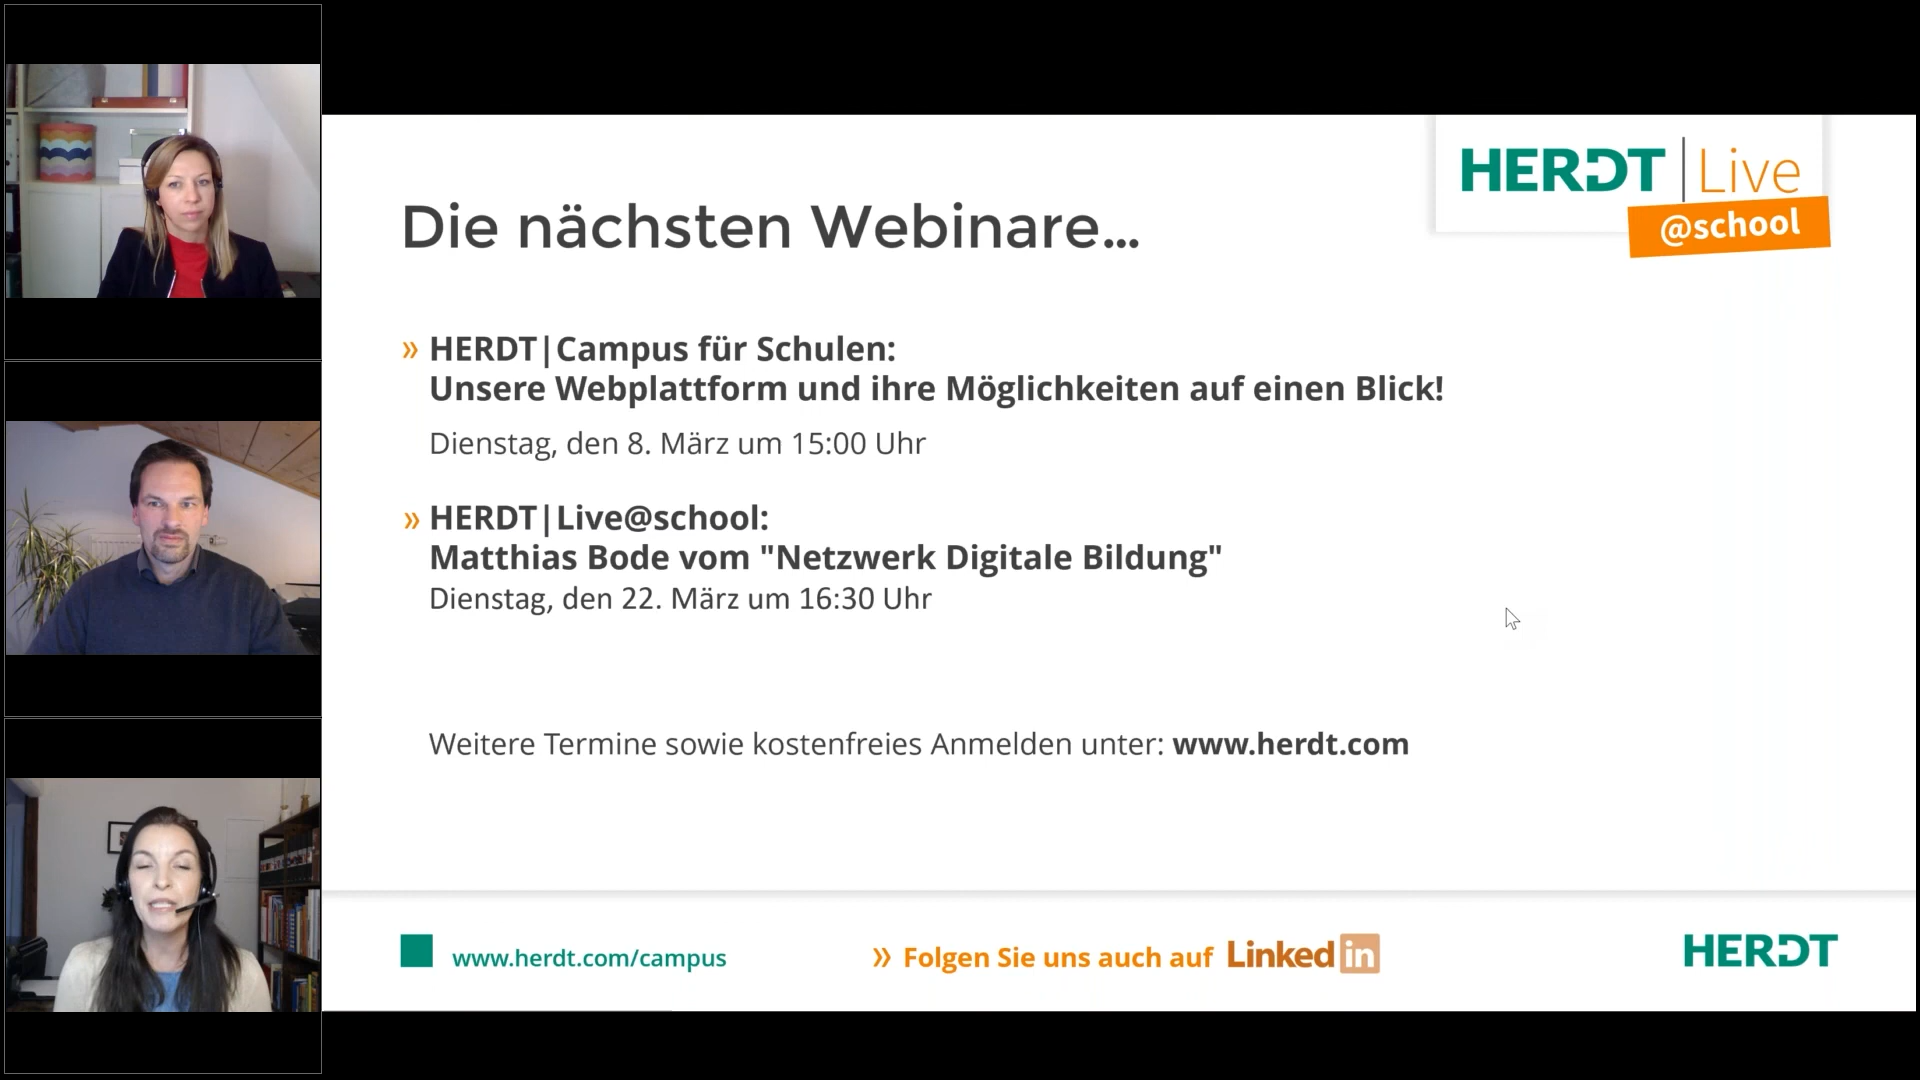 HERDT | Live
@school
Die nächsten Webinare...
» HERDT|Campus für Schulen:
Unsere Webplattform und ihre Möglichkeiten auf einen Blick!
Dienstag, den 8. März um 15:00 Uhr
» HERDT|Live@school:
Matthias Bode vom "Netzwerk Digitale Bildung"
Dienstag, den 22. März um 16:30 Uhr
Weitere Termine sowie kostenfreies Anmelden unter: www.herdt.com
www.herdt.com/campus
» Folgen Sie uns auch auf Linked in
HERDT